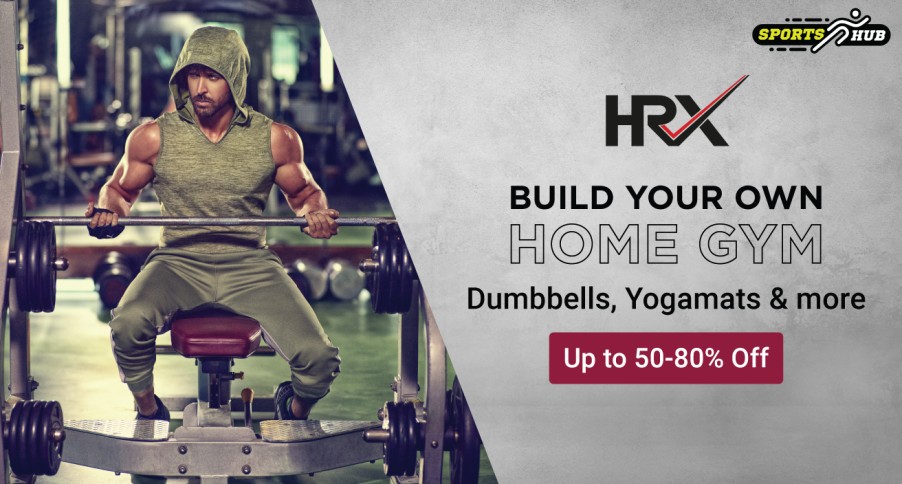 SPORTS HUB
HRX
BUILD YOUR OWN
HOME GYM
Dumbbells, Yogamats & more
Up to 50-80% Off